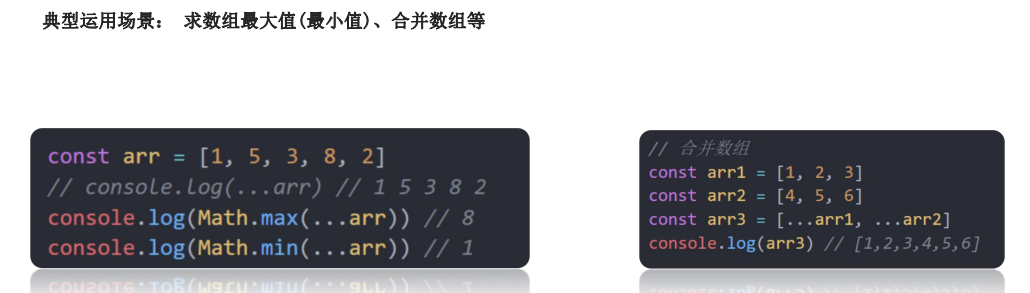 典型运用场景： 求数组最大值(最小值)、合并数组等
const arr = [1, 5, 3, 8, 2]
// console.log(...arr) // 1 5 3 8 2
console.log(Math.max(...arr)) // 8
console.log(Math.min(...arr)) // 1
// 合并数组
const arr1 = [1, 2, 3]
const arr2 = [4, 5, 6]
const arr3 = [...arr1, ...arr2]
console.log(arr3) // [1,2,3,4,5,6]